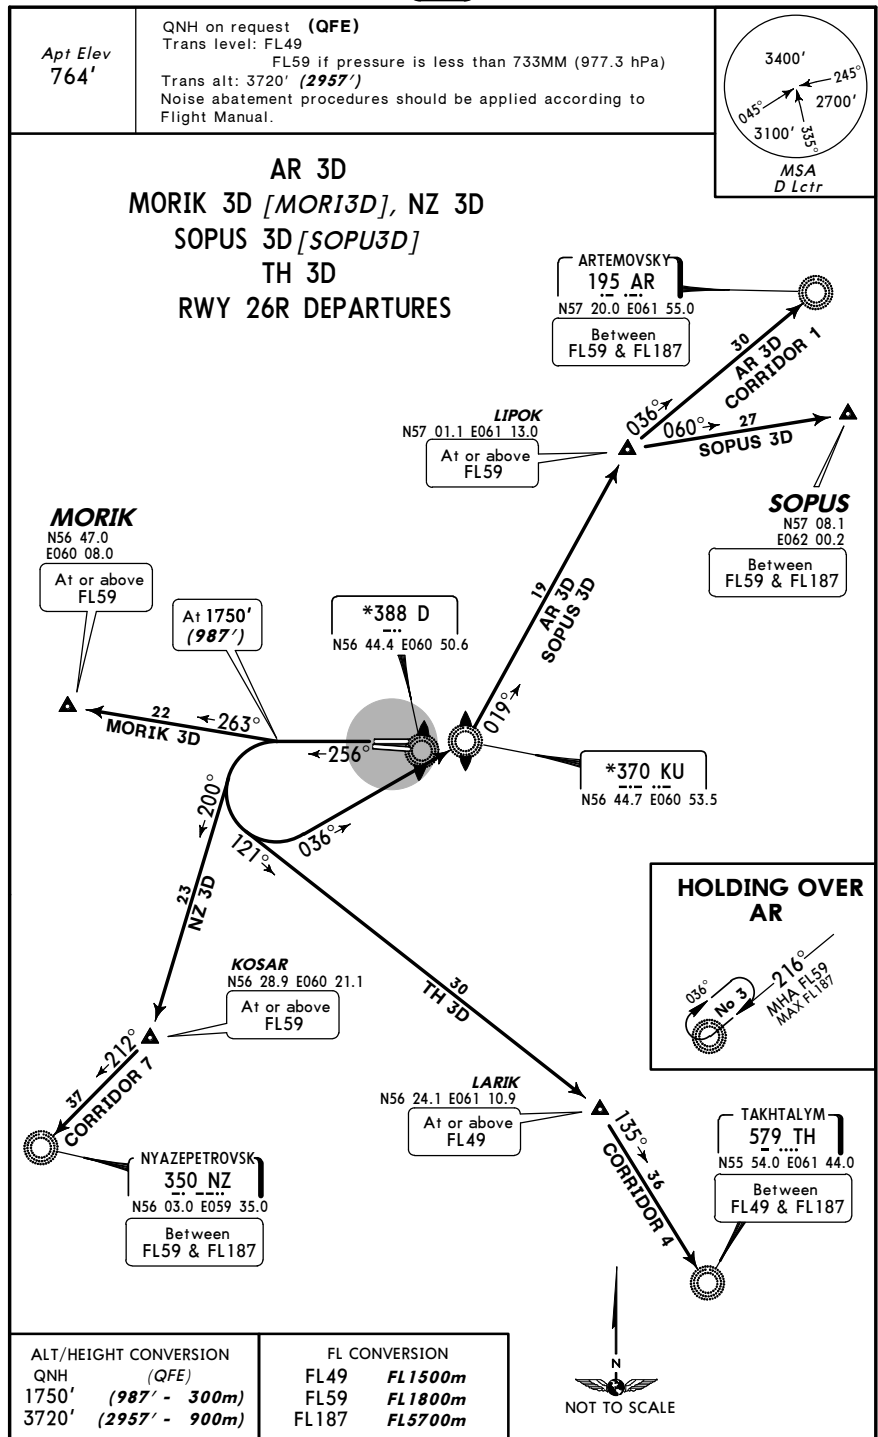 Apt Elev
764'
QNH on request (QFE)
Trans level: FL49
FL59 if pressure is less than 733MM (977.3 hPa)
Trans alt: 3720' (2957')
Noise abatement procedures should be applied according to
Flight Manual.
3400'
245°
2700'
045°
3100'
335°
MSA
D Lctr
AR 3D
MORIK 3D [MORI3D], NZ 3D
SOPUS 3D [SOPU3D]
TH 3D
RWY 26R DEPARTURES
ARTEMOVSKY
195 AR
N57 20.0 E061 55.0
Between
FL59 & FL187
30
AR 3D
CORRIDOR 1
036°
LIPOK
N57 01.1 E061 13.0
At or above
FL59
060°
27
SOPUS 3D
SOPUS
N57 08.1
E062 00.2
Between
FL59 & FL187
MORIK
N56 47.0
E060 08.0
At or above
FL59
At 1750'
(987')
*388 D
N56 44.4 E060 50.6
19
AR 3D
SOPUS 3D
019°
22
263°
MORIK 3D
256°
*370 KU
N56 44.7 E060 53.5
200°
121°
036°
23
NZ 3D
HOLDING OVER
AR
036°
No 3
216°
MHA FL59
MAX FL187
KOSAR
N56 28.9 E060 21.1
At or above
FL59
30
TH 3D
212°
37
CORRIDOR 7
LARIK
N56 24.1 E061 10.9
At or above
FL49
135°
36
CORRIDOR 4
TAKHTALYM
579 TH
N55 54.0 E061 44.0
Between
FL49 & FL187
NYAZEPETROVSK
350 NZ
N56 03.0 E059 35.0
Between
FL59 & FL187
N
NOT TO SCALE
ALT/HEIGHT CONVERSION
QNH (QFE)
1750' (987' - 300m)
3720' (2957' - 900m)
FL CONVERSION
FL49 FL1500m
FL59 FL1800m
FL187 FL5700m